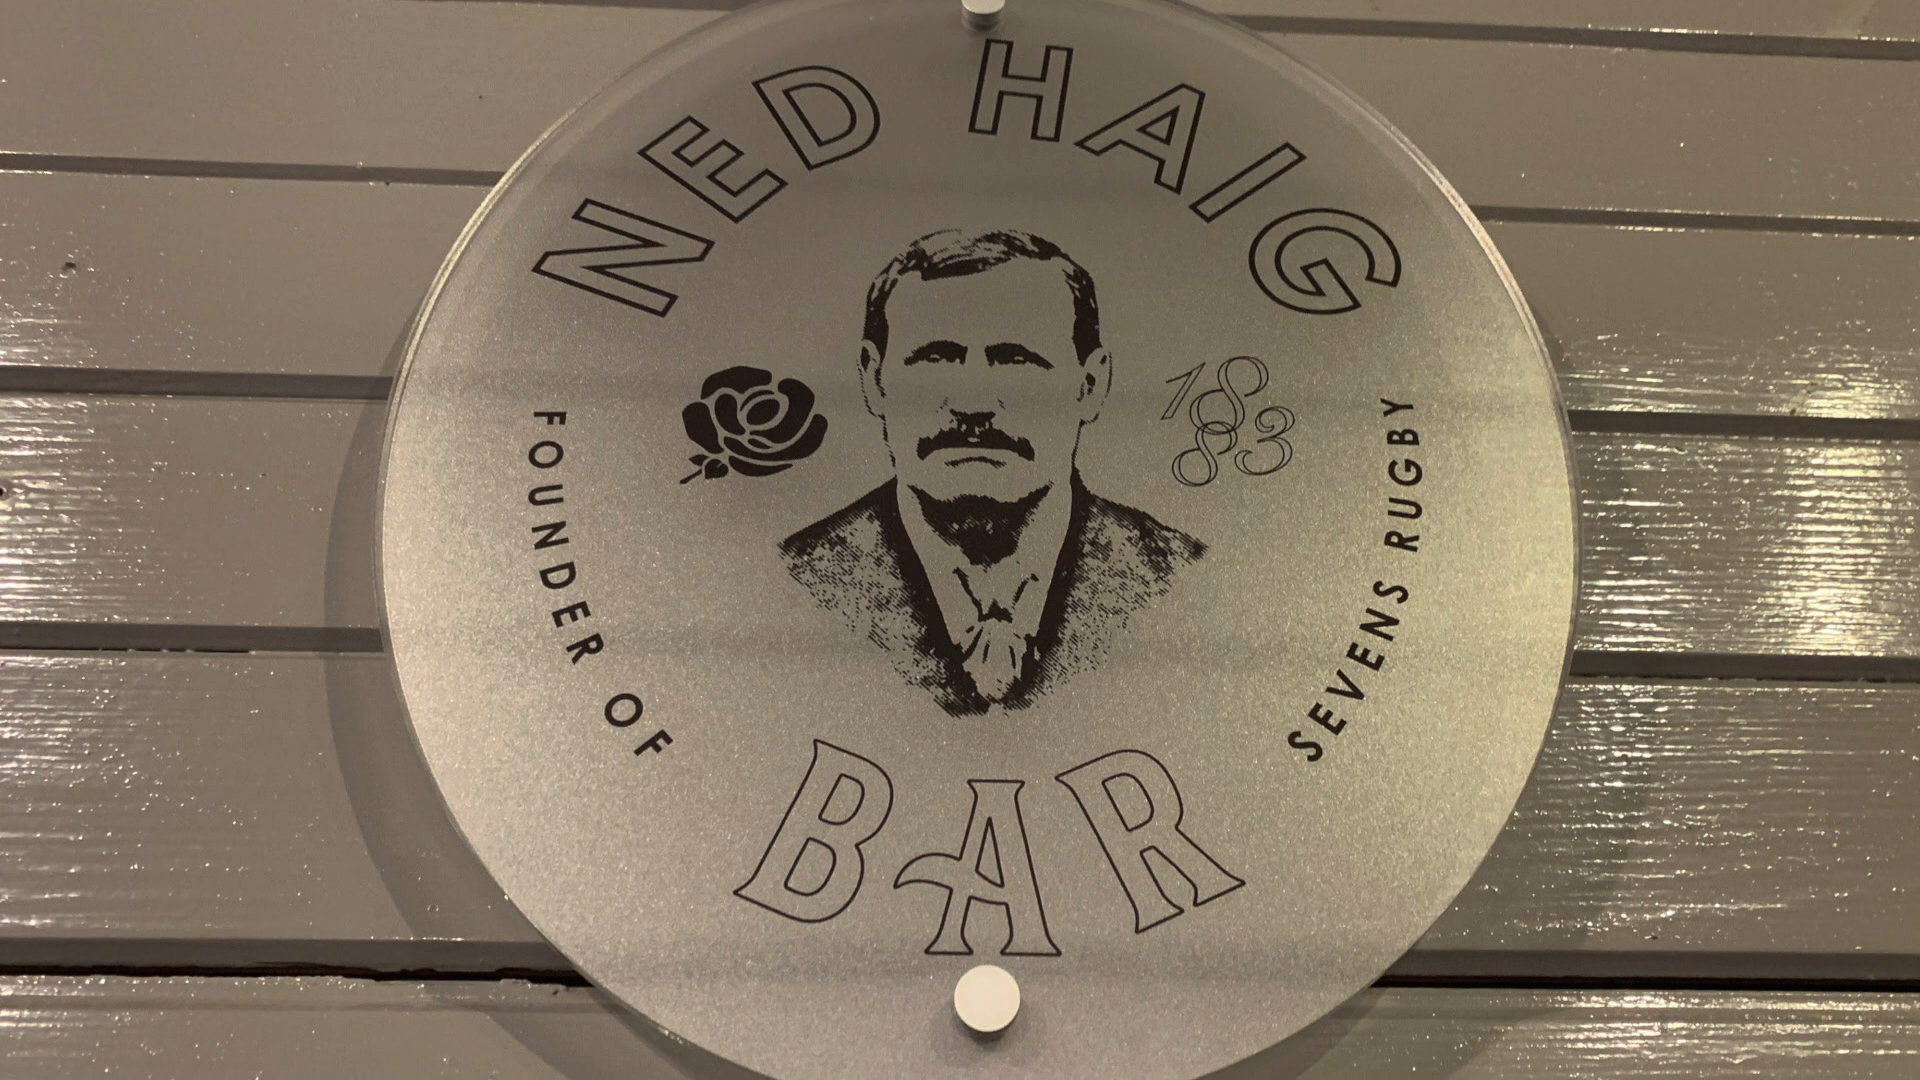 NED HAIG
1883
FOUNDER OF
SEVENS RUGBY
BAR